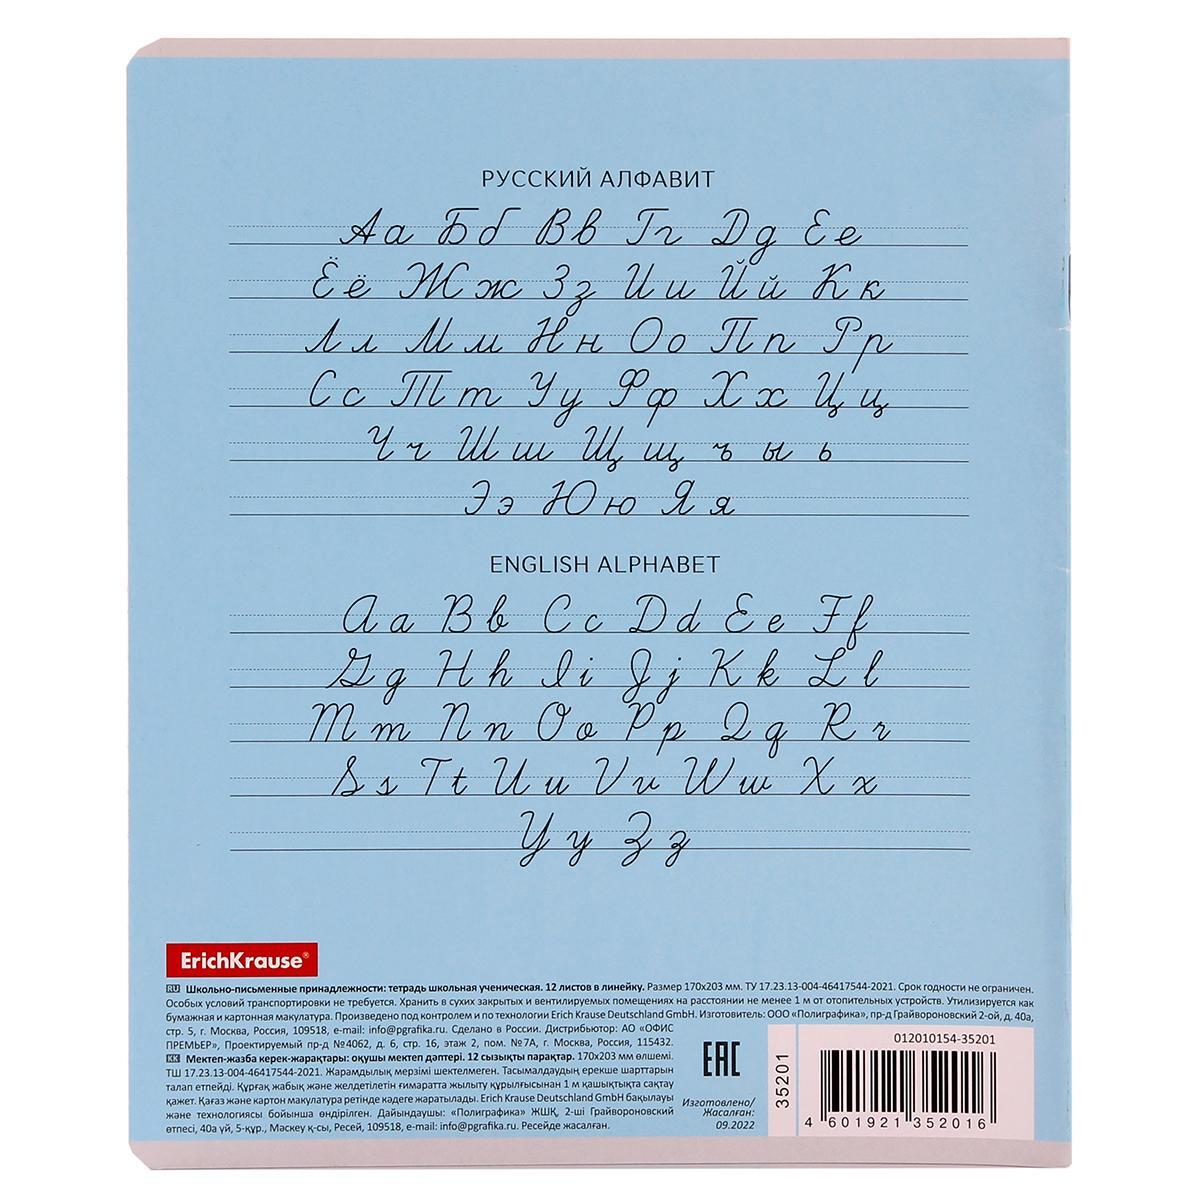 РУССКИЙ АЛФАВИТ
Аа Бб Вв Гг Дд Ее
Ёё Жж Зз Ии Йй Кк
Лл Мм Нн Оо Пп Рр
Сс Тт Уу Фф Хх Цц
Чч Шш Щщ ъ ы ь
Ээ Юю Яя
ENGLISH ALPHABET
Aa Bb Cc Dd Ee Ff
Gg Hh Ii Jj Kk Ll
Mm Nn Oo Pp Qq Rr
Ss Tt Uu Vv Ww Xx
Yy Zz
ErichKrause®
RU Школьно-письменные принадлежности: тетрадь школьная ученическая. 12 листов в линейку. Размер 170х203 мм. ТУ 17.23.13-004-46417544-2021. Срок годности не ограничен.
Особых условий транспортировки не требуется. Хранить в сухих закрытых и вентилируемых помещениях на расстоянии не менее 1 м от отопительных устройств. Утилизируется как
бумажная и картонная макулатура. Произведено под контролем и по технологии Erich Krause Deutschland GmbH. Изготовитель: ООО «Полиграфика», пр-д Грайвороновский 2-ой, д. 40а,
стр. 5, г. Москва, Россия, 109518, e-mail: info@pgrafika.ru. Сделано в России. Дистрибьютор: АО «ОФИС
ПРЕМЬЕР», Проектируемый пр-д №4062, д. 6, стр. 16, этаж 2, пом. №7А, г. Москва, Россия, 115432.
KK Мектеп-жазба керек-жарақтары: оқушы мектеп дәптері. 12 сызықты парақтар. 170х203 мм өлшемі.
ТШ 17.23.13-004-46417544-2021. Жарамдылық мерзімі шектелмеген. Тасымалдаудың ерекше шарттарын
талап етпейді. Құрғақ жабық және желдетілетін ғимаратта жылыту құрылғысынан 1 м қашықтықта сақтау
қажет. Қағаз және картон макулатура ретінде кәдеге жаратылады. Erich Krause Deutschland GmbH бақылауы
және технологиясы бойынша өндірілген. Дайындаушы: «Полиграфика» ЖШҚ, 2-ші Грайвороновский
өтпесі, 40а үй, 5-құр., Мәскеу қ-сы, Ресей, 109518, e-mail: info@pgrafika.ru. Ресейде жасалған.
EAC
Изготовлено/
Жасалған:
09.2022
35201
012010154-35201
4 601921 352016